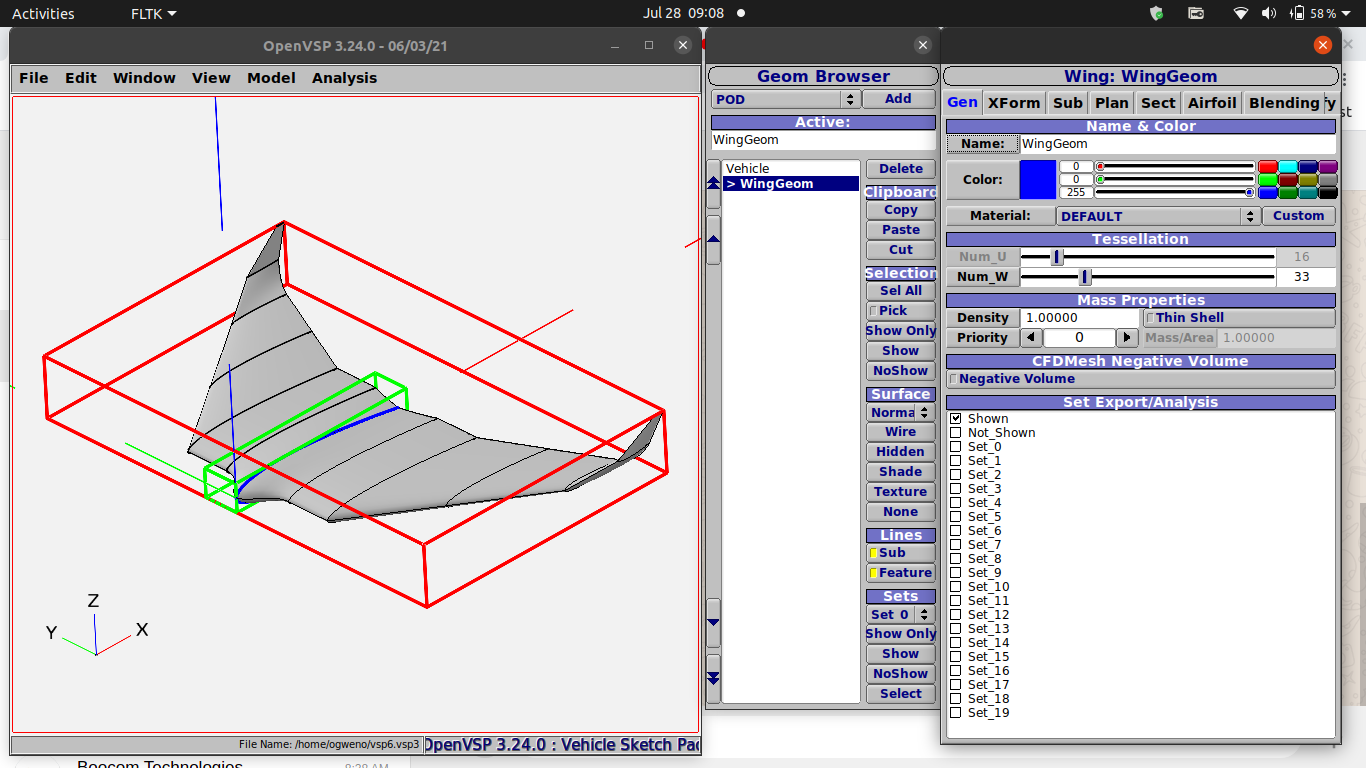 Activities FLTK Jul 28 09:08 58 %
OpenVSP 3.24.0 - 06/03/21
File Edit Window View Model Analysis
Z
Y X
File Name: /home/ogweno/vsp6.vsp3 OpenVSP 3.24.0 : Vehicle Sketch Pad
Geom Browser
POD Add
Active:
WingGeom
Vehicle
> WingGeom
Delete
Clipboard
Copy
Paste
Cut
Selection
Sel All
Pick
Show Only
Show
NoShow
Surface
Norma
Wire
Hidden
Shade
Texture
None
Lines
Sub
Feature
Sets
Set 0
Show Only
Show
NoShow
Select
Wing: WingGeom
Gen XForm Sub Plan Sect Airfoil Blending fy
Name & Color
Name: WingGeom
Color: 0
0
255
Material: DEFAULT Custom
Tessellation
Num_U 16
Num_W 33
Mass Properties
Density 1.00000 Thin Shell
Priority 0 Mass/Area 1.00000
CFDMesh Negative Volume
Negative Volume
Set Export/Analysis
Shown
Not_Shown
Set_0
Set_1
Set_2
Set_3
Set_4
Set_5
Set_6
Set_7
Set_8
Set_9
Set_10
Set_11
Set_12
Set_13
Set_14
Set_15
Set_16
Set_17
Set_18
Set_19
st